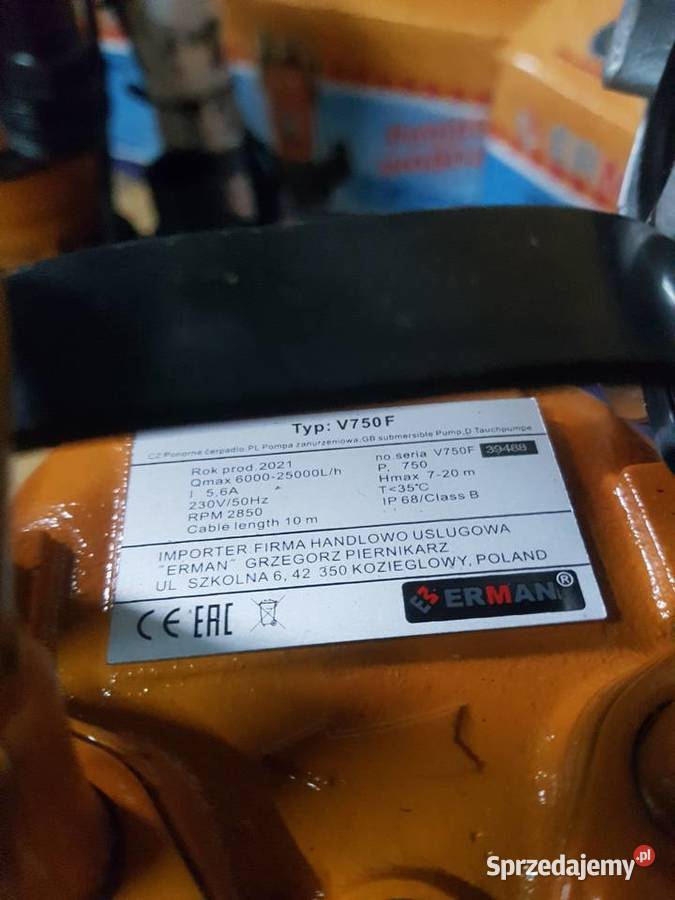 Typ: V750F
CZ Ponorne čerpadlo, PL Pompa zanurzeniowa, GB submersible Pump, D Tauchpumpe
Rok prod. 2021
Qmax 6000-25000L/h
I 5,6A
230V/50Hz
RPM 2850
Cable length 10 m
no.seria V750F 39488
P. 750
Hmax 7-20 m
T<35°C
IP 68/Class B
IMPORTER FIRMA HANDLOWO USLUGOWA
"ERMAN" GRZEGORZ PIERNIKARZ
UL SZKOLNA 6, 42 350 KOZIEGLOWY, POLAND
CE EAC
ERMAN ®
Sprzedajemy.pl